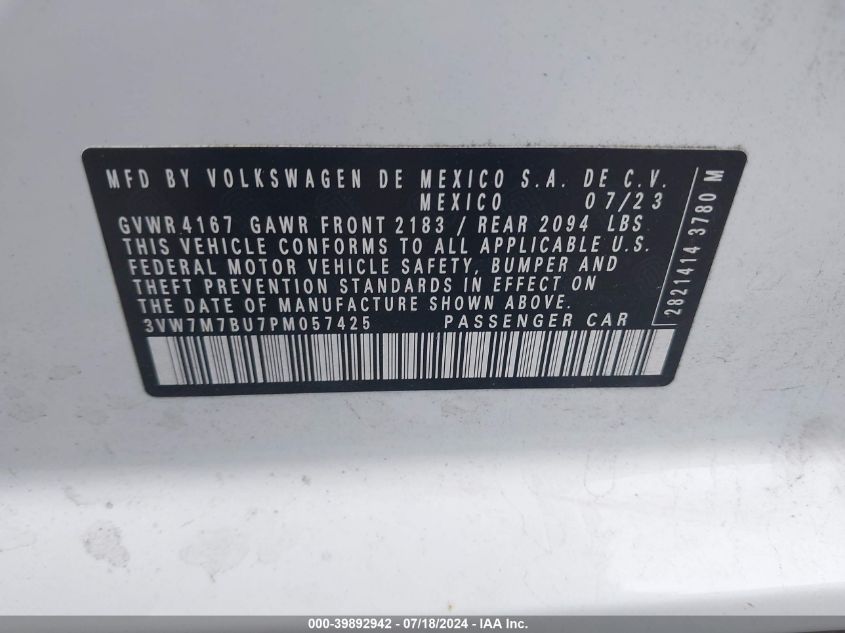 MFD BY VOLKSWAGEN DE MEXICO S.A. DE C.V.
MEXICO 07/23
GVWR 4167 GAWR FRONT 2183 / REAR 2094 LBS
THIS VEHICLE CONFORMS TO ALL APPLICABLE U.S.
FEDERAL MOTOR VEHICLE SAFETY, BUMPER AND
THEFT PREVENTION STANDARDS IN EFFECT ON
THE DATE OF MANUFACTURE SHOWN ABOVE.
3VW7M7BU7PM057425 PASSENGER CAR
2821414 3780 M
000-39892942 - 07/18/2024 - IAA Inc.